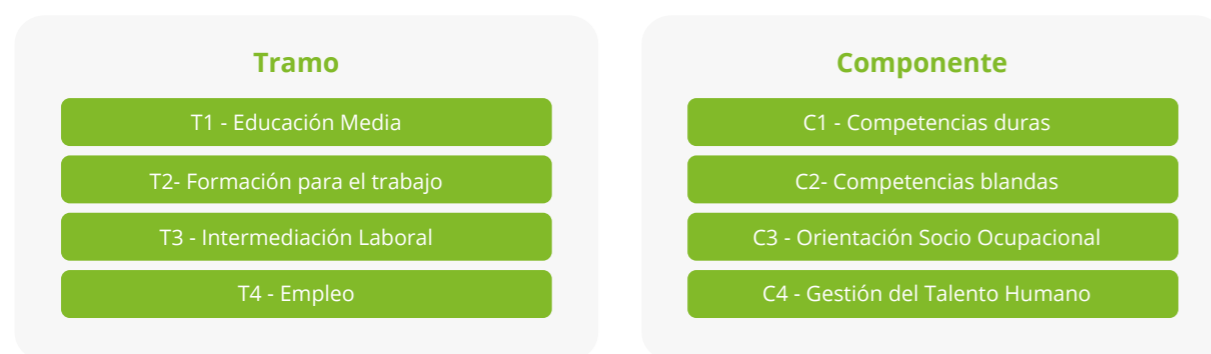 Tramo
T1 - Educación Media
T2- Formación para el trabajo
T3 - Intermediación Laboral
T4 - Empleo
Componente
C1 - Competencias duras
C2- Competencias blandas
C3 - Orientación Socio Ocupacional
C4 - Gestión del Talento Humano